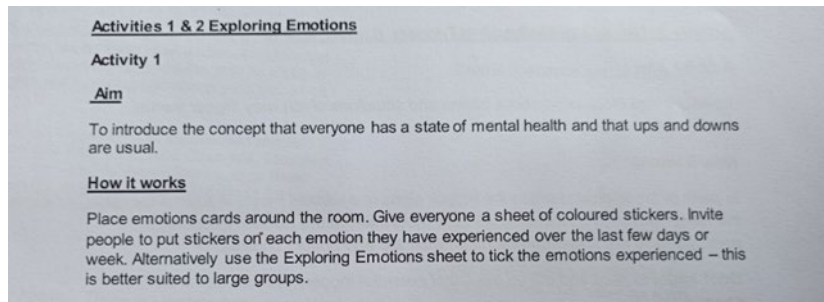 Activities 1 & 2 Exploring Emotions
Activity 1
Aim
To introduce the concept that everyone has a state of mental health and that ups and downs
are usual.
How it works
Place emotions cards around the room. Give everyone a sheet of coloured stickers. Invite
people to put stickers on each emotion they have experienced over the last few days or
week. Alternatively use the Exploring Emotions sheet to tick the emotions experienced – this
is better suited to large groups.